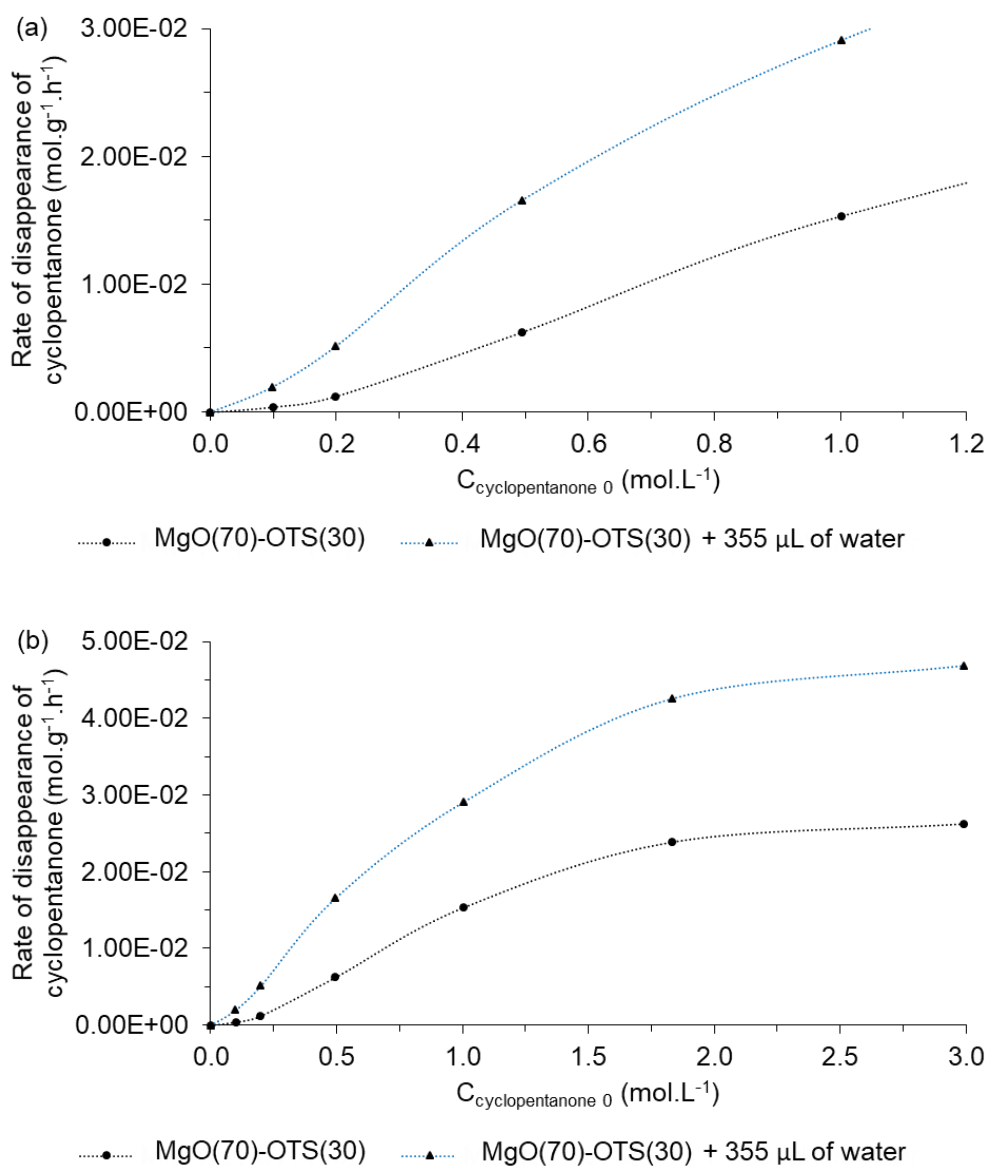 (a)
Rate of disappearance of
cyclopentanone (mol.g⁻¹.h⁻¹)
3.00E-02
2.00E-02
1.00E-02
0.00E+00
0.0 0.2 0.4 0.6 0.8 1.0 1.2
C_cyclopentanone 0 (mol.L⁻¹)
MgO(70)-OTS(30) MgO(70)-OTS(30) + 355 µL of water
(b)
Rate of disappearance of
cyclopentanone (mol.g⁻¹.h⁻¹)
5.00E-02
4.00E-02
3.00E-02
2.00E-02
1.00E-02
0.00E+00
0.0 0.5 1.0 1.5 2.0 2.5 3.0
C_cyclopentanone 0 (mol.L⁻¹)
MgO(70)-OTS(30) MgO(70)-OTS(30) + 355 µL of water